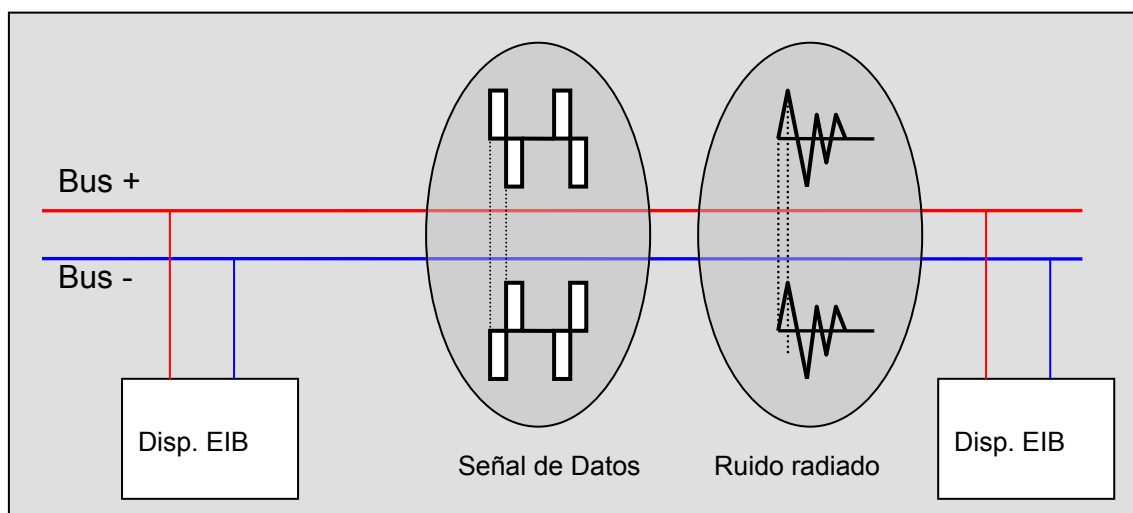 Bus +
Bus -
Disp. EIB
Señal de Datos
Ruido radiado
Disp. EIB